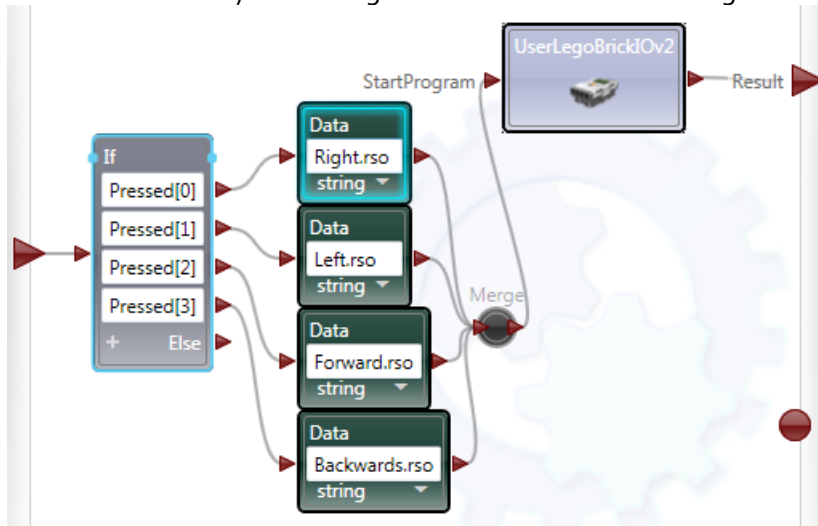 UserLegoBrickIOv2
StartProgram
Result
If
Pressed[0]
Pressed[1]
Pressed[2]
Pressed[3]
+ Else
Data
Right.rso
string
Data
Left.rso
string
Data
Forward.rso
string
Data
Backwards.rso
string
Merge